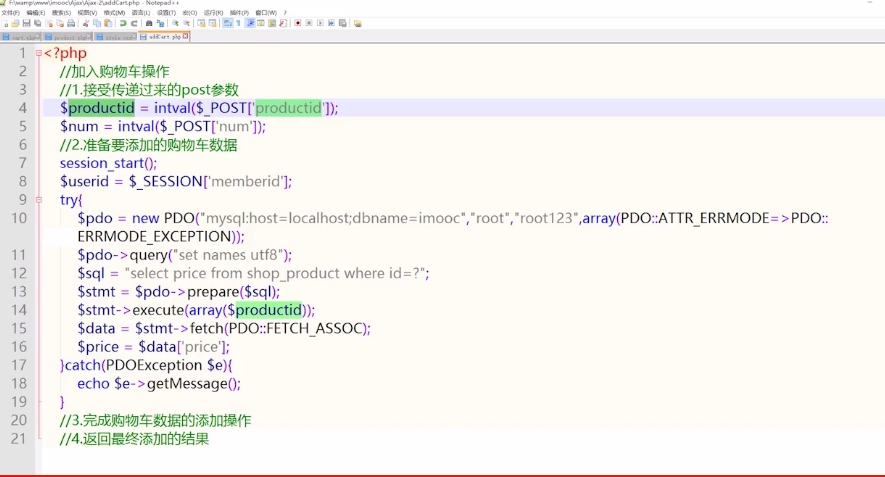 F:\wamp\www\imooc\Ajax\Ajax-2\addCart.php - Notepad++
文件(F) 编辑(E) 搜索(S) 视图(V) 格式(M) 语言(L) 设置(T) 宏(O) 运行(R) 插件(P) 窗口(W) ?
addCart.php
1 <?php
2 //加入购物车操作
3 //1.接受传递过来的post参数
4 $productid = intval($_POST['productid']);
5 $num = intval($_POST['num']);
6 //2.准备要添加的购物车数据
7 session_start();
8 $userid = $_SESSION['memberid'];
9 try{
10 $pdo = new PDO("mysql:host=localhost;dbname=imooc","root","root123",array(PDO::ATTR_ERRMODE=>PDO::
ERRMODE_EXCEPTION));
11 $pdo->query("set names utf8");
12 $sql = "select price from shop_product where id=?";
13 $stmt = $pdo->prepare($sql);
14 $stmt->execute(array($productid));
15 $data = $stmt->fetch(PDO::FETCH_ASSOC);
16 $price = $data['price'];
17 }catch(PDOException $e){
18 echo $e->getMessage();
19 }
20 //3.完成购物车数据的添加操作
21 //4.返回最终添加的结果